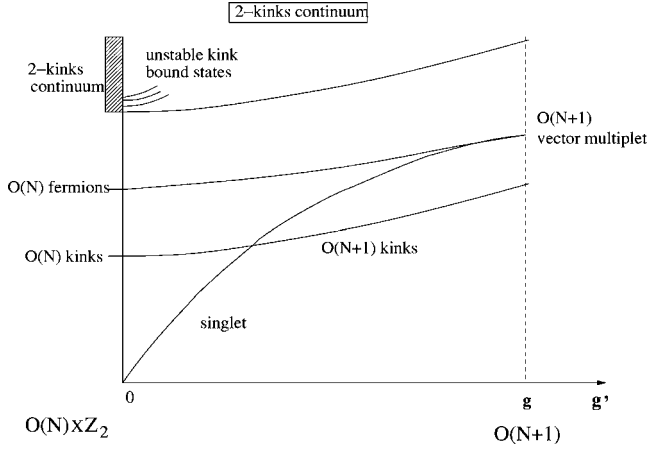 2-kinks continuum
unstable kink
bound states
2-kinks
continuum
O(N+1)
vector multiplet
O(N) fermions
O(N) kinks
O(N+1) kinks
singlet
0
g
g'
O(N)xZ2
O(N+1)